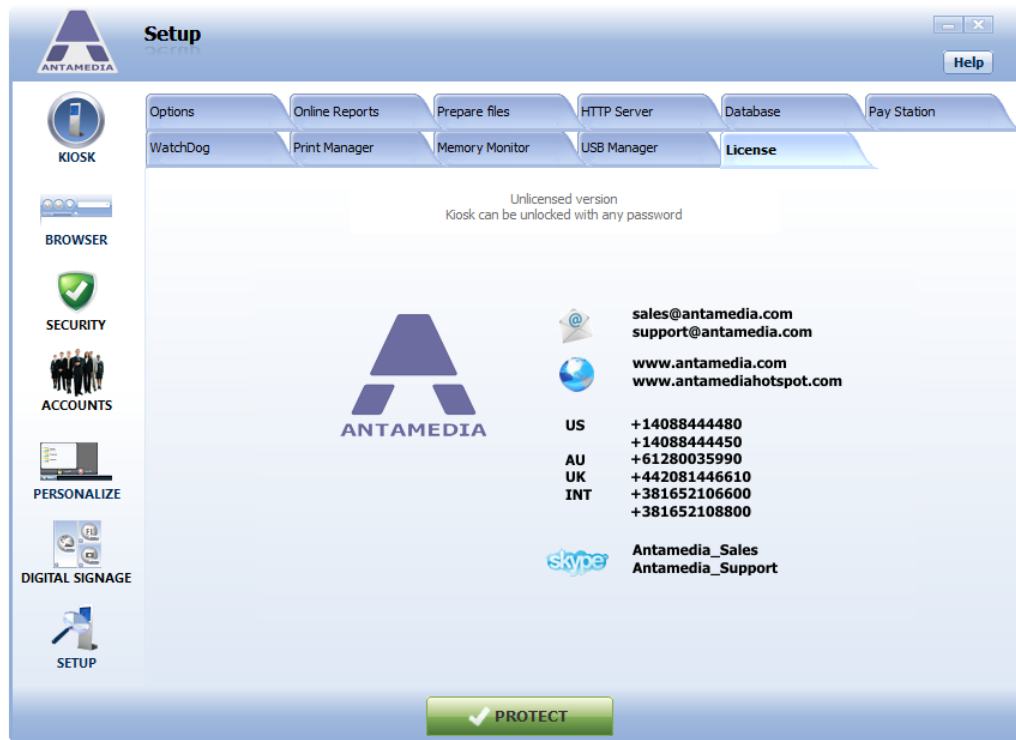 Setup
ANTAMEDIA
Help
Options
Online Reports
Prepare files
HTTP Server
Database
Pay Station
WatchDog
Print Manager
Memory Monitor
USB Manager
License
KIOSK
BROWSER
SECURITY
ACCOUNTS
PERSONALIZE
DIGITAL SIGNAGE
SETUP
Unlicensed version
Kiosk can be unlocked with any password
ANTAMEDIA
sales@antamedia.com
support@antamedia.com
www.antamedia.com
www.antamediahotspot.com
US +14088444480
+14088444450
AU +61280035990
UK +442081446610
INT +381652106600
+381652108800
skype
Antamedia_Sales
Antamedia_Support
PROTECT